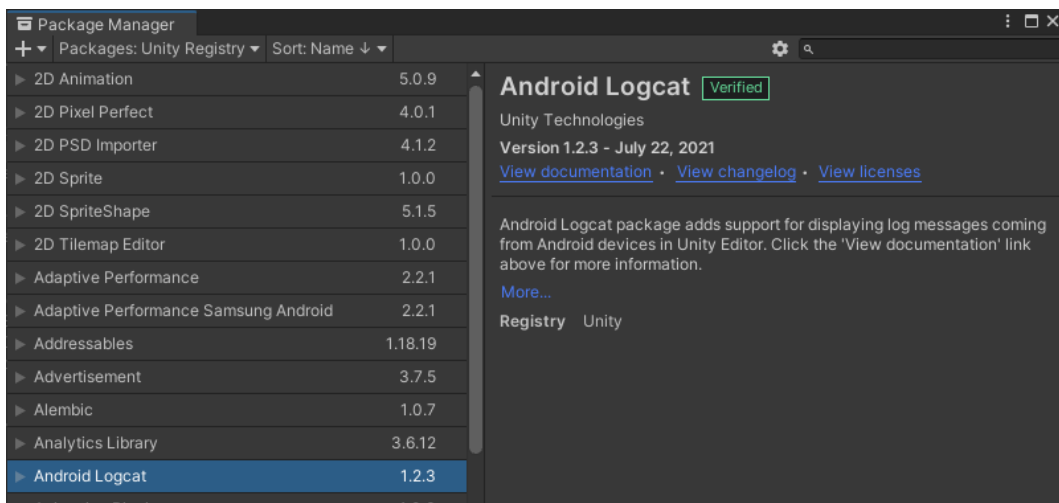 Package Manager
Packages: Unity Registry Sort: Name ↓
2D Animation 5.0.9
2D Pixel Perfect 4.0.1
2D PSD Importer 4.1.2
2D Sprite 1.0.0
2D SpriteShape 5.1.5
2D Tilemap Editor 1.0.0
Adaptive Performance 2.2.1
Adaptive Performance Samsung Android 2.2.1
Addressables 1.18.19
Advertisement 3.7.5
Alembic 1.0.7
Analytics Library 3.6.12
Android Logcat 1.2.3
Android Logcat Verified
Unity Technologies
Version 1.2.3 - July 22, 2021
View documentation • View changelog • View licenses
Android Logcat package adds support for displaying log messages coming
from Android devices in Unity Editor. Click the 'View documentation' link
above for more information.
More...
Registry Unity